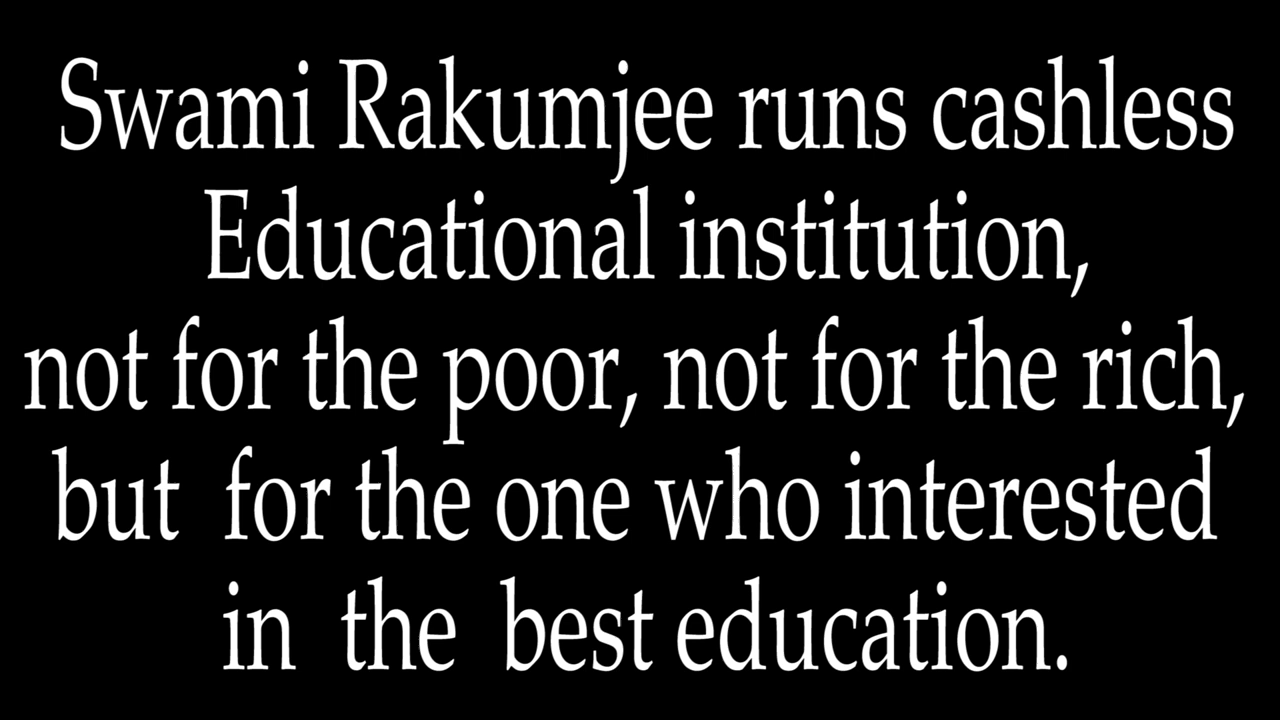 Swami Rakumjee runs cashless
Educational institution,
not for the poor, not for the rich,
but for the one who interested
in the best education.